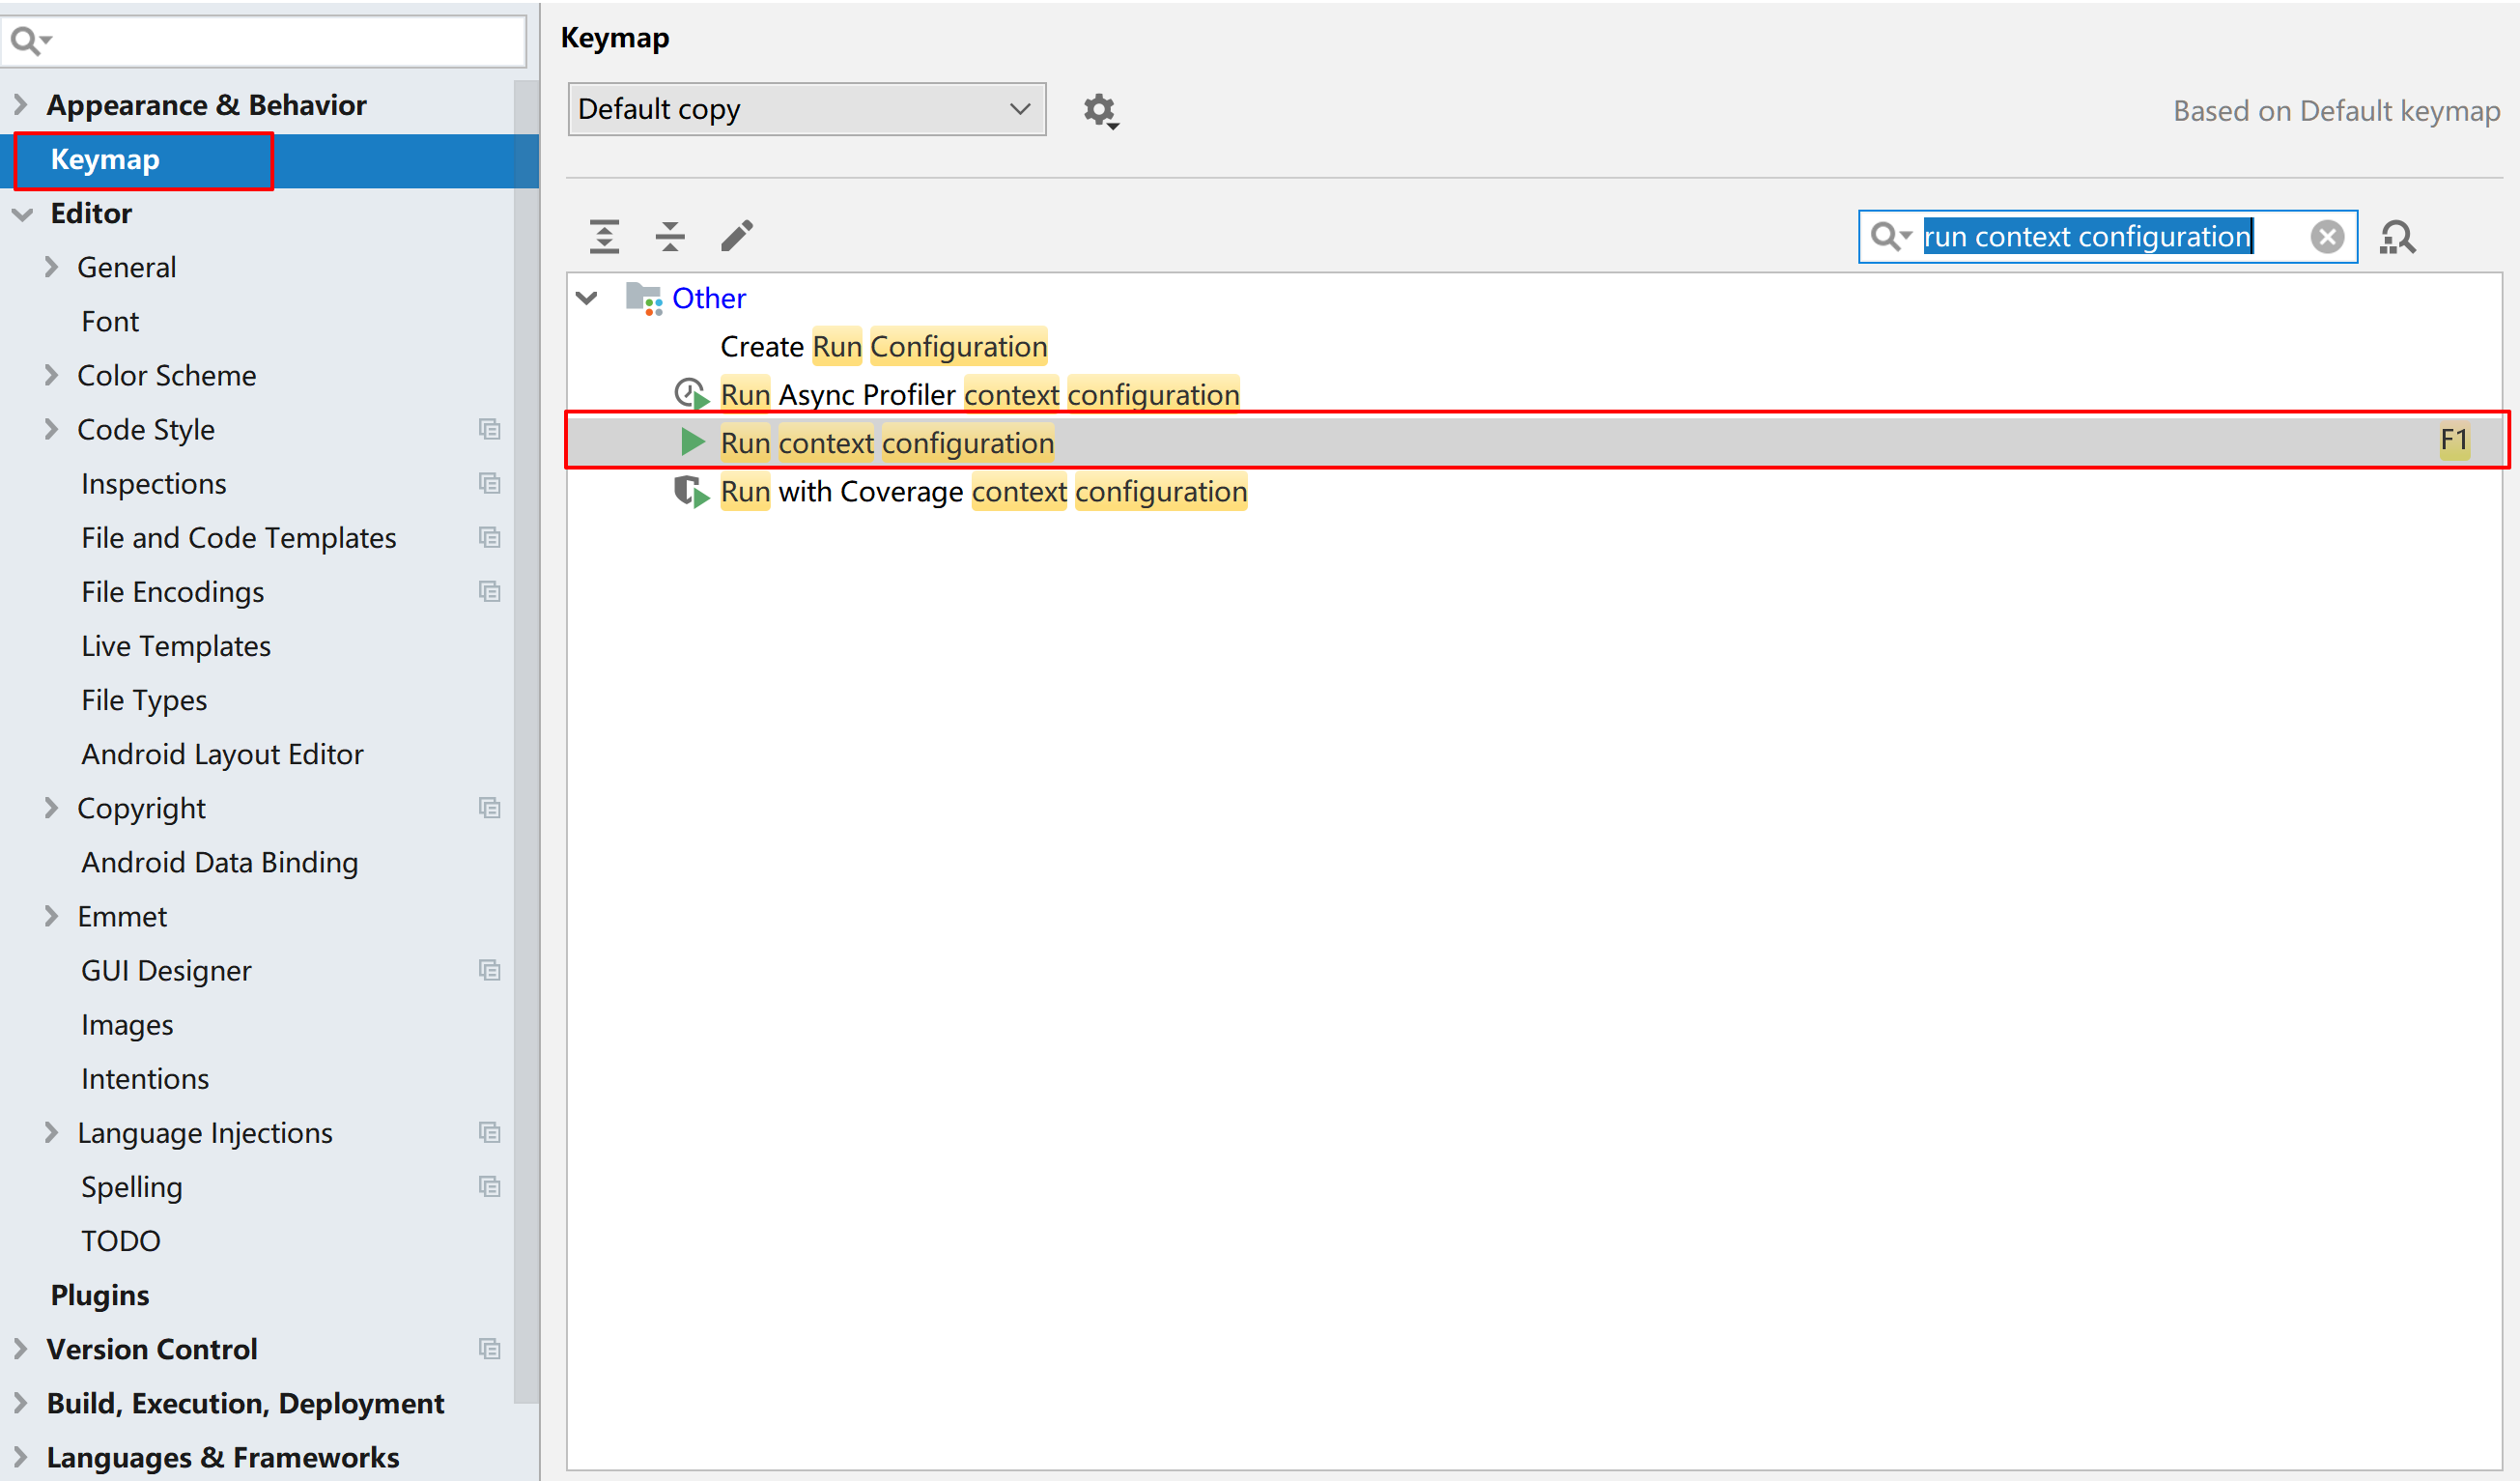 Appearance & Behavior
Keymap
Editor
General
Font
Color Scheme
Code Style
Inspections
File and Code Templates
File Encodings
Live Templates
File Types
Android Layout Editor
Copyright
Android Data Binding
Emmet
GUI Designer
Images
Intentions
Language Injections
Spelling
TODO
Plugins
Version Control
Build, Execution, Deployment
Languages & Frameworks
Keymap
Default copy
Based on Default keymap
run context configuration
Other
Create Run Configuration
Run Async Profiler context configuration
Run context configuration F1
Run with Coverage context configuration